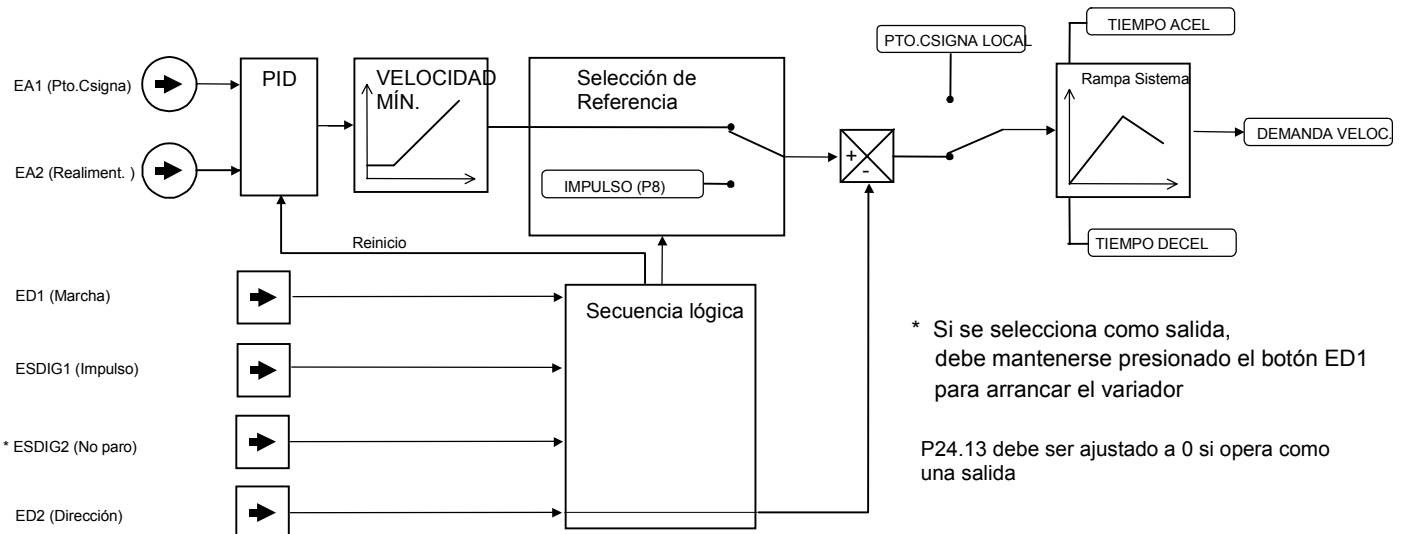 TIEMPO ACEL
PTO.CSIGNA LOCAL
EA1 (Pto.Csigna)
PID
VELOCIDAD
MÍN.
Selección de
Referencia
Rampa Sistema
+
-
DEMANDA VELOC.
EA2 (Realiment. )
IMPULSO (P8)
Reinicio
TIEMPO DECEL
ED1 (Marcha)
Secuencia lógica
ESDIG1 (Impulso)
* ESDIG2 (No paro)
ED2 (Dirección)
* Si se selecciona como salida,
debe mantenerse presionado el botón ED1
para arrancar el variador
P24.13 debe ser ajustado a 0 si opera como
una salida